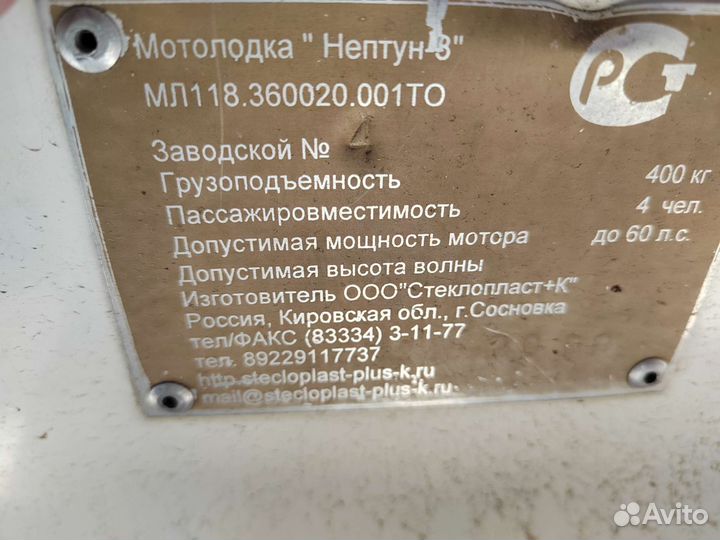 Мотолодка " Нептун-3"
МЛ118.360020.001ТО
РСТ
Заводской № 4
Грузоподъемность 400 кг
Пассажировместимость 4 чел.
Допустимая мощность мотора до 60 л.с.
Допустимая высота волны
Изготовитель ООО"Стеклопласт+К"
Россия, Кировская обл., г.Сосновка
тел/ФАКС (83334) 3-11-77
тел. 89229117737
http.stecloplast-plus-k.ru
mail@stecloplast-plus-k.ru
Avito